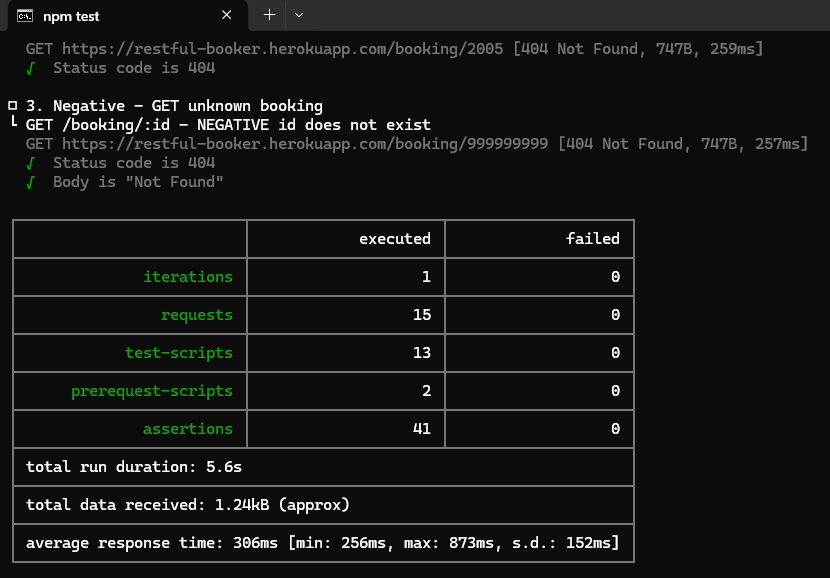 npm test
GET https://restful-booker.herokuapp.com/booking/2005 [404 Not Found, 747B, 259ms]
√ Status code is 404
□ 3. Negative - GET unknown booking
└ GET /booking/:id - NEGATIVE id does not exist
GET https://restful-booker.herokuapp.com/booking/999999999 [404 Not Found, 747B, 257ms]
√ Status code is 404
√ Body is "Not Found"
executed failed
iterations 1 0
requests 15 0
test-scripts 13 0
prerequest-scripts 2 0
assertions 41 0
total run duration: 5.6s
total data received: 1.24kB (approx)
average response time: 306ms [min: 256ms, max: 873ms, s.d.: 152ms]